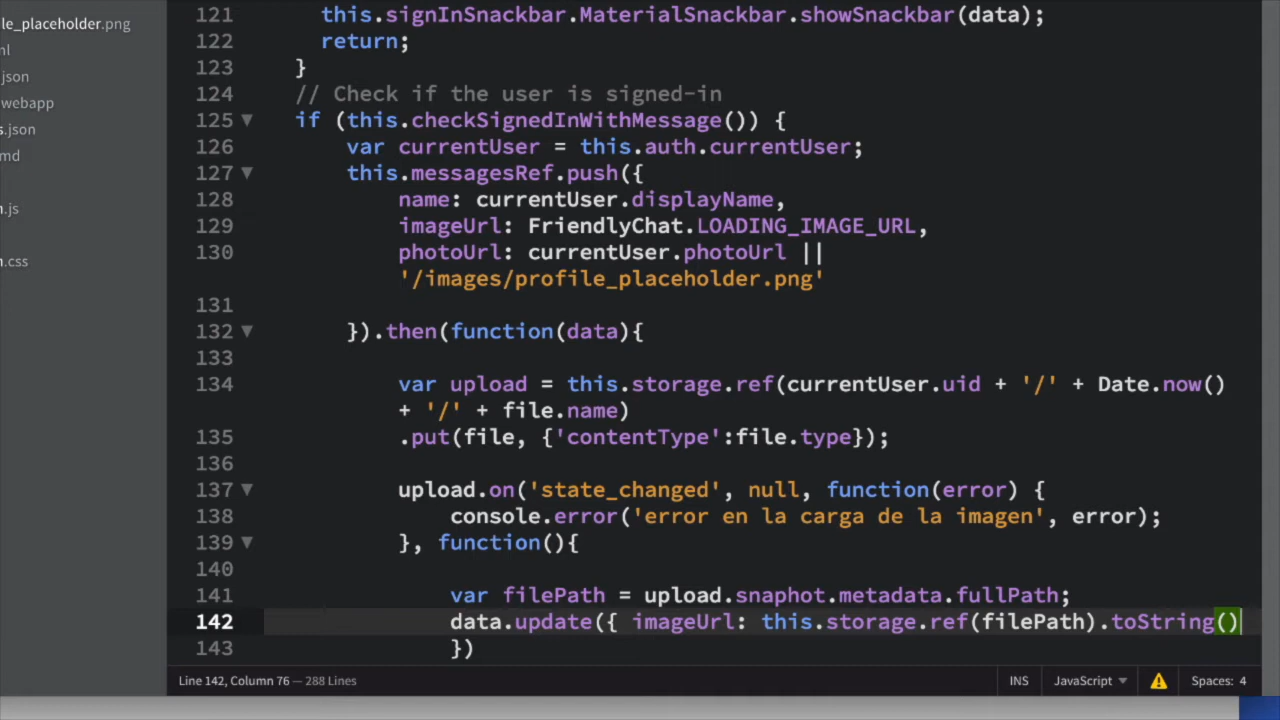 le_placeholder.png
ml
.json
webapp
s.json
md
n.js
n.css
121 this.signInSnackbar.MaterialSnackbar.showSnackbar(data);
122 return;
123 }
124 // Check if the user is signed-in
125 ▼ if (this.checkSignedInWithMessage()) {
126 var currentUser = this.auth.currentUser;
127 ▼ this.messagesRef.push({
128 name: currentUser.displayName,
129 imageUrl: FriendlyChat.LOADING_IMAGE_URL,
130 photoUrl: currentUser.photoUrl ||
'/images/profile_placeholder.png'
131
132 ▼ }).then(function(data){
133
134 var upload = this.storage.ref(currentUser.uid + '/' + Date.now()
+ '/' + file.name)
135 .put(file, {'contentType':file.type});
136
137 ▼ upload.on('state_changed', null, function(error) {
138 console.error('error en la carga de la imagen', error);
139 ▼ }, function(){
140
141 var filePath = upload.snaphot.metadata.fullPath;
142 data.update({ imageUrl: this.storage.ref(filePath).toString()
143 })
Line 142, Column 76 — 288 Lines
INS
JavaScript ▼
Spaces: 4